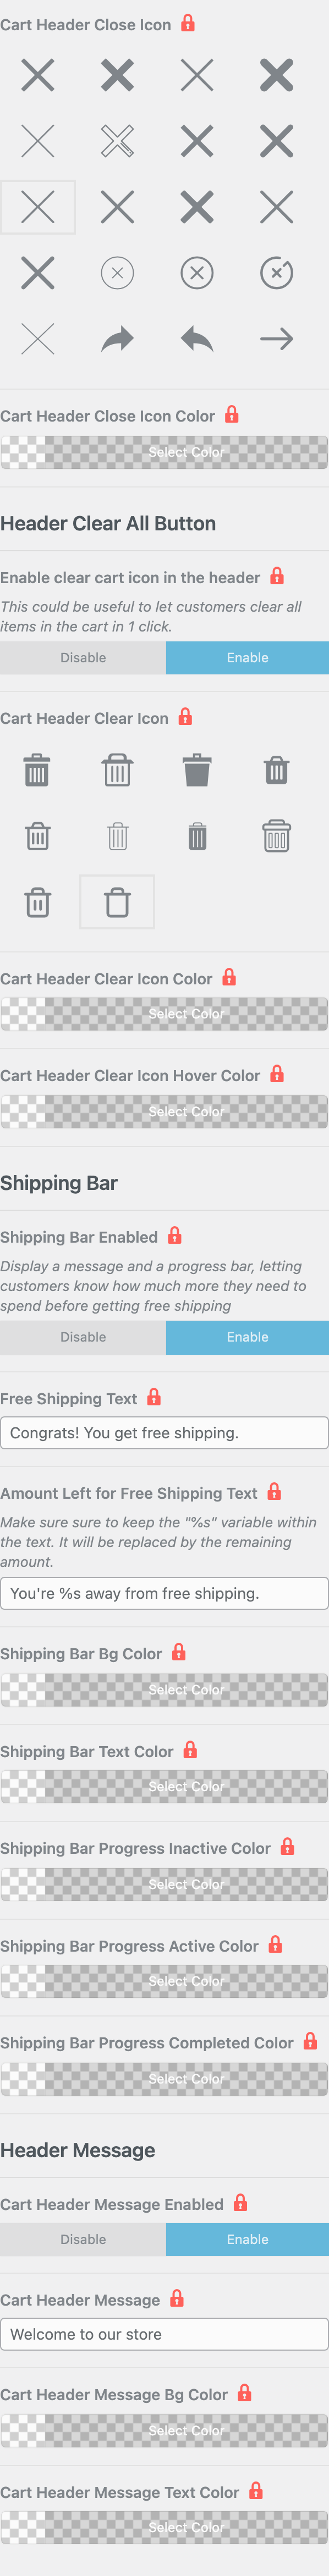 Cart Header Close Icon
Cart Header Close Icon Color
Select Color
Header Clear All Button
Enable clear cart icon in the header
This could be useful to let customers clear all
items in the cart in 1 click.
Disable
Enable
Cart Header Clear Icon
Cart Header Clear Icon Color
Select Color
Cart Header Clear Icon Hover Color
Select Color
Shipping Bar
Shipping Bar Enabled
Display a message and a progress bar, letting
customers know how much more they need to
spend before getting free shipping
Disable
Enable
Free Shipping Text
Congrats! You get free shipping.
Amount Left for Free Shipping Text
Make sure sure to keep the "%s" variable within
the text. It will be replaced by the remaining
amount.
You're %s away from free shipping.
Shipping Bar Bg Color
Select Color
Shipping Bar Text Color
Select Color
Shipping Bar Progress Inactive Color
Select Color
Shipping Bar Progress Active Color
Select Color
Shipping Bar Progress Completed Color
Select Color
Header Message
Cart Header Message Enabled
Disable
Enable
Cart Header Message
Welcome to our store
Cart Header Message Bg Color
Select Color
Cart Header Message Text Color
Select Color